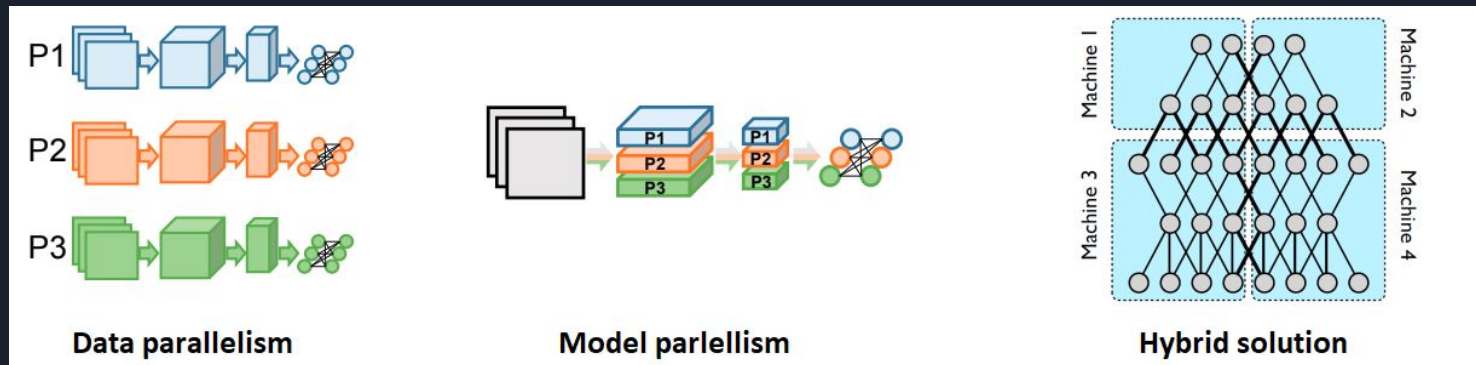 P1
P2
P3
Data parallelism
P1
P2
P3
P1
P2
P3
Model parlellism
Machine 1
Machine 2
Machine 3
Machine 4
Hybrid solution